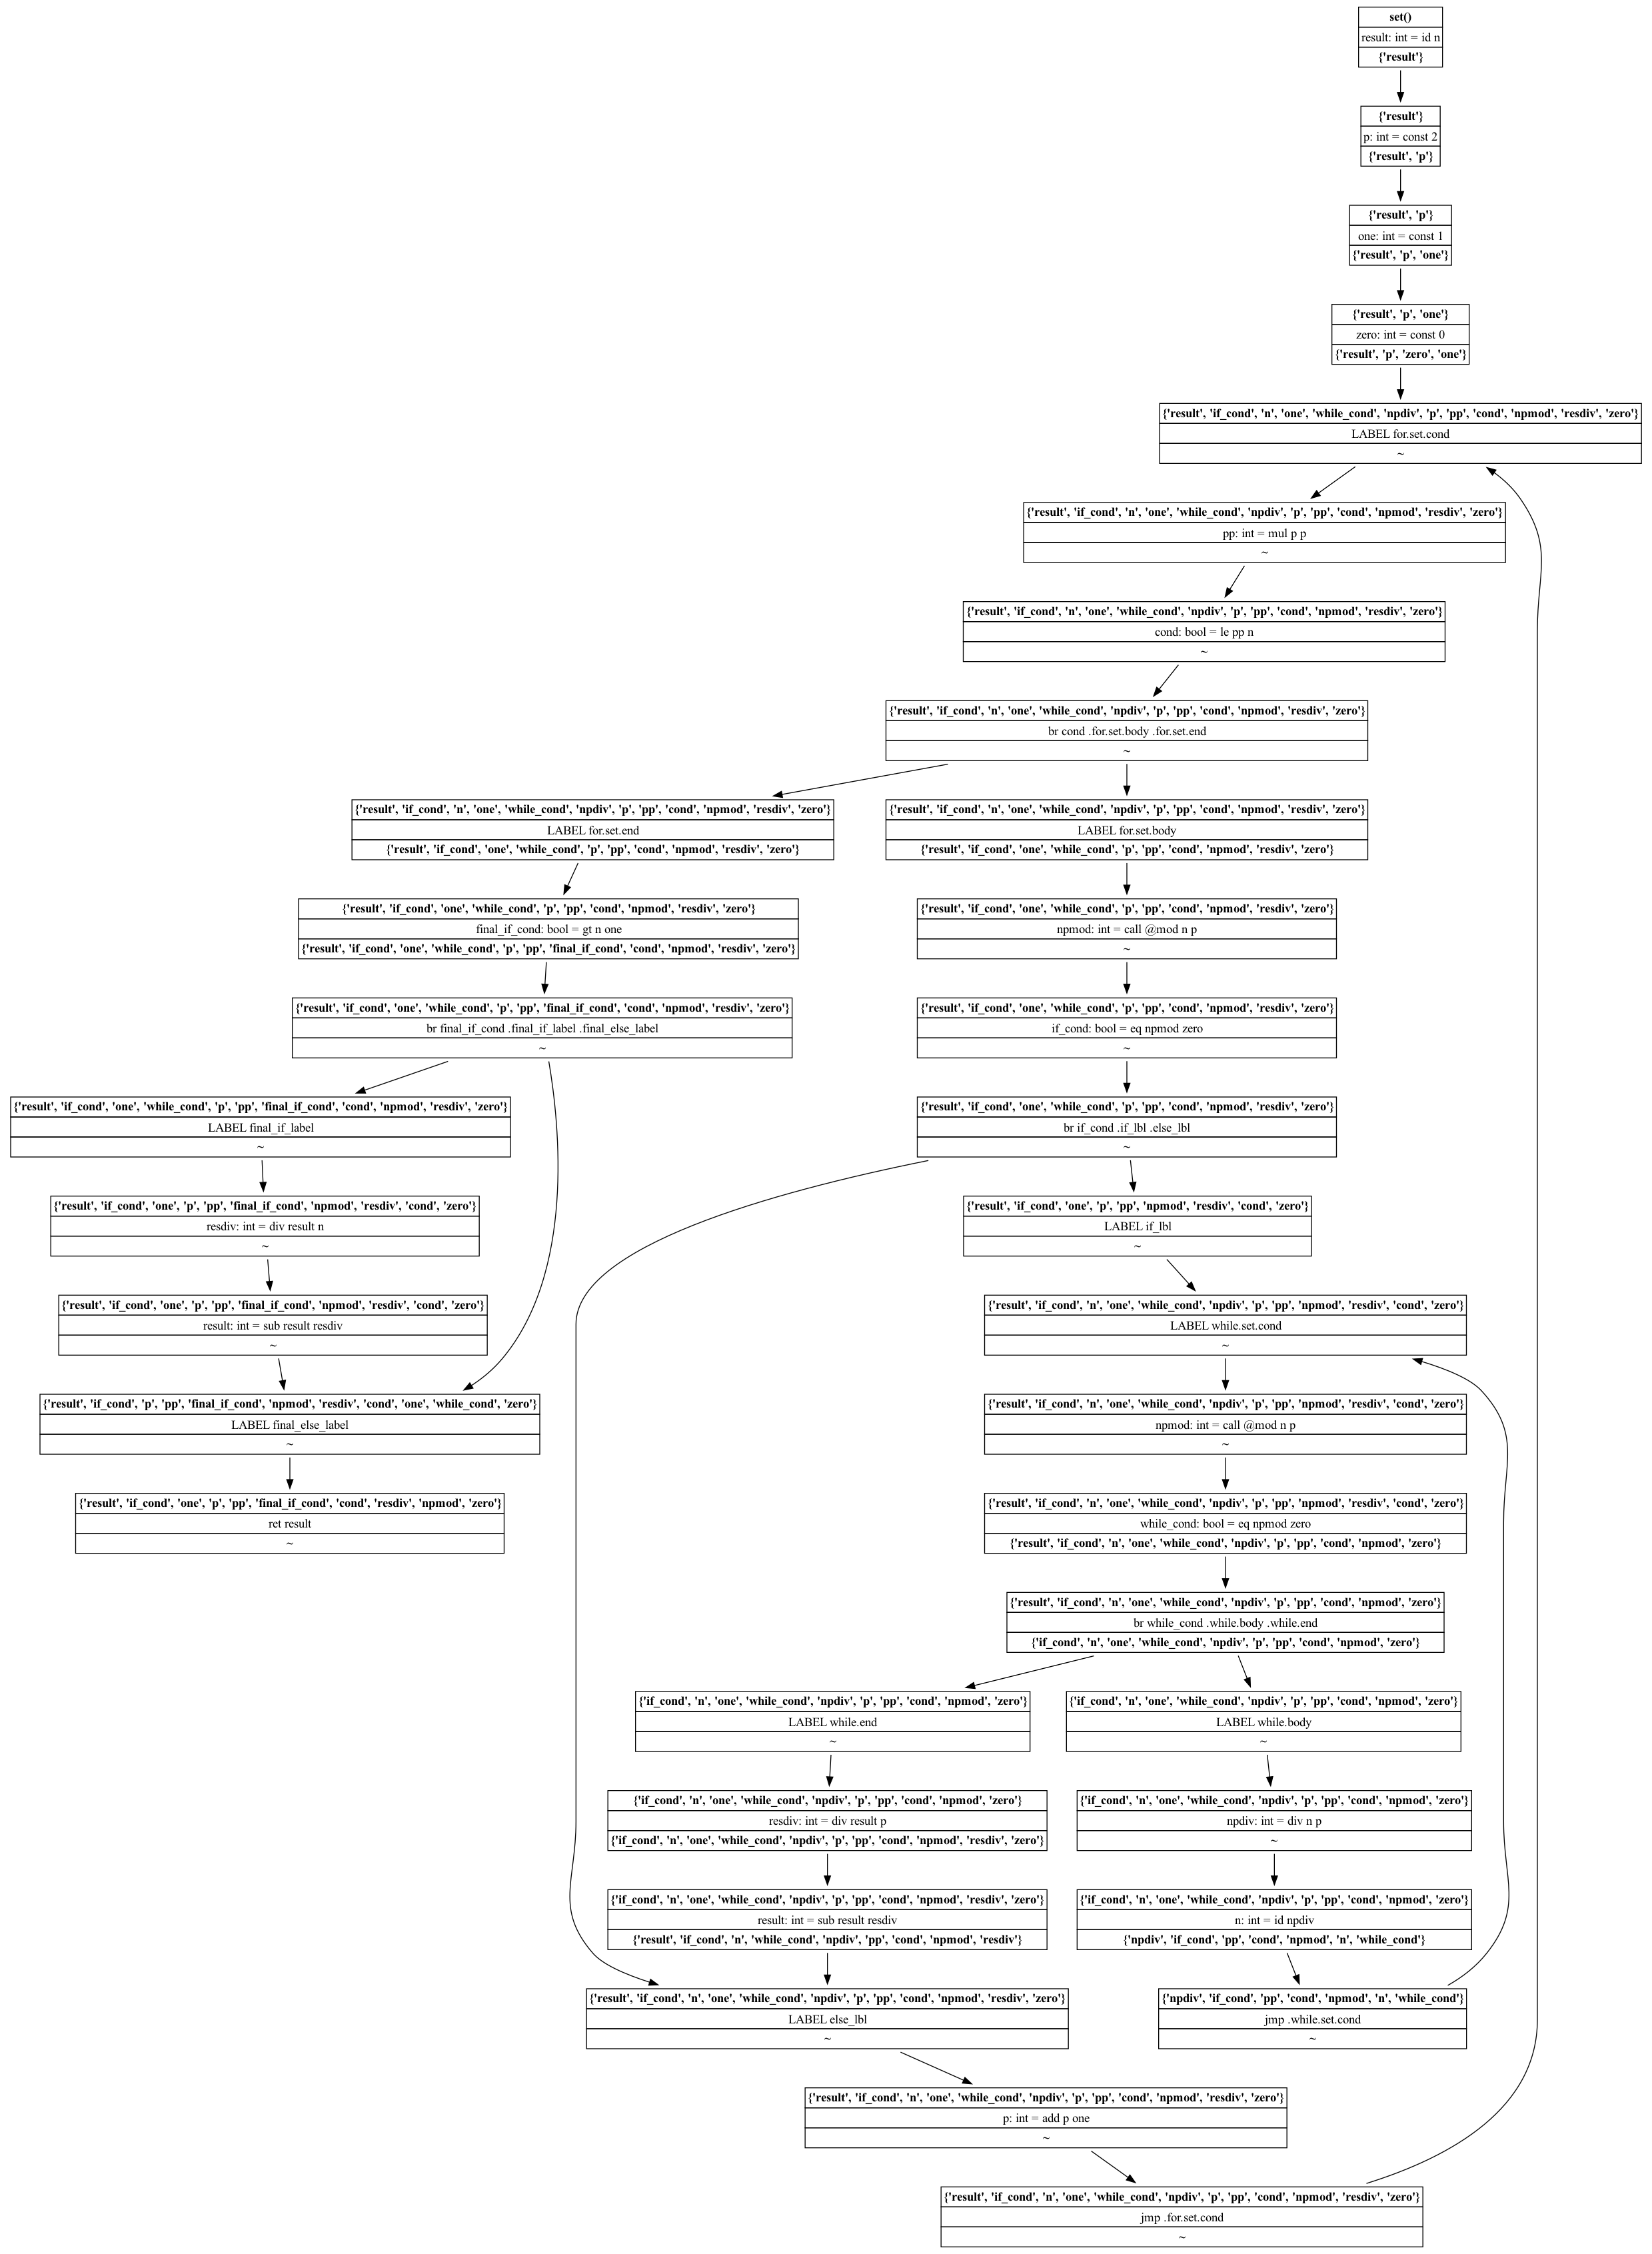 set()
result: int = id n
{'result'}
{'result'}
p: int = const 2
{'result', 'p'}
{'result', 'p'}
one: int = const 1
{'result', 'p', 'one'}
{'result', 'p', 'one'}
zero: int = const 0
{'result', 'p', 'zero', 'one'}
{'result', 'if_cond', 'n', 'one', 'while_cond', 'npdiv', 'p', 'pp', 'cond', 'npmod', 'resdiv', 'zero'}
LABEL for.set.cond
~
{'result', 'if_cond', 'n', 'one', 'while_cond', 'npdiv', 'p', 'pp', 'cond', 'npmod', 'resdiv', 'zero'}
pp: int = mul p p
~
{'result', 'if_cond', 'n', 'one', 'while_cond', 'npdiv', 'p', 'pp', 'cond', 'npmod', 'resdiv', 'zero'}
cond: bool = le pp n
~
{'result', 'if_cond', 'n', 'one', 'while_cond', 'npdiv', 'p', 'pp', 'cond', 'npmod', 'resdiv', 'zero'}
br cond .for.set.body .for.set.end
~
{'result', 'if_cond', 'n', 'one', 'while_cond', 'npdiv', 'p', 'pp', 'cond', 'npmod', 'resdiv', 'zero'}
LABEL for.set.end
{'result', 'if_cond', 'one', 'while_cond', 'p', 'pp', 'cond', 'npmod', 'resdiv', 'zero'}
{'result', 'if_cond', 'n', 'one', 'while_cond', 'npdiv', 'p', 'pp', 'cond', 'npmod', 'resdiv', 'zero'}
LABEL for.set.body
{'result', 'if_cond', 'one', 'while_cond', 'p', 'pp', 'cond', 'npmod', 'resdiv', 'zero'}
{'result', 'if_cond', 'one', 'while_cond', 'p', 'pp', 'cond', 'npmod', 'resdiv', 'zero'}
final_if_cond: bool = gt n one
{'result', 'if_cond', 'one', 'while_cond', 'p', 'pp', 'final_if_cond', 'cond', 'npmod', 'resdiv', 'zero'}
{'result', 'if_cond', 'one', 'while_cond', 'p', 'pp', 'cond', 'npmod', 'resdiv', 'zero'}
npmod: int = call @mod n p
~
{'result', 'if_cond', 'one', 'while_cond', 'p', 'pp', 'final_if_cond', 'cond', 'npmod', 'resdiv', 'zero'}
br final_if_cond .final_if_label .final_else_label
~
{'result', 'if_cond', 'one', 'while_cond', 'p', 'pp', 'cond', 'npmod', 'resdiv', 'zero'}
if_cond: bool = eq npmod zero
~
{'result', 'if_cond', 'one', 'while_cond', 'p', 'pp', 'final_if_cond', 'cond', 'npmod', 'resdiv', 'zero'}
LABEL final_if_label
~
{'result', 'if_cond', 'one', 'while_cond', 'p', 'pp', 'cond', 'npmod', 'resdiv', 'zero'}
br if_cond .if_lbl .else_lbl
~
{'result', 'if_cond', 'one', 'p', 'pp', 'final_if_cond', 'npmod', 'resdiv', 'cond', 'zero'}
resdiv: int = div result n
~
{'result', 'if_cond', 'one', 'p', 'pp', 'npmod', 'resdiv', 'cond', 'zero'}
LABEL if_lbl
~
{'result', 'if_cond', 'one', 'p', 'pp', 'final_if_cond', 'npmod', 'resdiv', 'cond', 'zero'}
result: int = sub result resdiv
~
{'result', 'if_cond', 'n', 'one', 'while_cond', 'npdiv', 'p', 'pp', 'npmod', 'resdiv', 'cond', 'zero'}
LABEL while.set.cond
~
{'result', 'if_cond', 'p', 'pp', 'final_if_cond', 'npmod', 'resdiv', 'cond', 'one', 'while_cond', 'zero'}
LABEL final_else_label
~
{'result', 'if_cond', 'n', 'one', 'while_cond', 'npdiv', 'p', 'pp', 'npmod', 'resdiv', 'cond', 'zero'}
npmod: int = call @mod n p
~
{'result', 'if_cond', 'one', 'p', 'pp', 'final_if_cond', 'cond', 'resdiv', 'npmod', 'zero'}
ret result
~
{'result', 'if_cond', 'n', 'one', 'while_cond', 'npdiv', 'p', 'pp', 'npmod', 'resdiv', 'cond', 'zero'}
while_cond: bool = eq npmod zero
{'result', 'if_cond', 'n', 'one', 'while_cond', 'npdiv', 'p', 'pp', 'cond', 'npmod', 'zero'}
{'result', 'if_cond', 'n', 'one', 'while_cond', 'npdiv', 'p', 'pp', 'cond', 'npmod', 'zero'}
br while_cond .while.body .while.end
{'if_cond', 'n', 'one', 'while_cond', 'npdiv', 'p', 'pp', 'cond', 'npmod', 'zero'}
{'if_cond', 'n', 'one', 'while_cond', 'npdiv', 'p', 'pp', 'cond', 'npmod', 'zero'}
LABEL while.end
~
{'if_cond', 'n', 'one', 'while_cond', 'npdiv', 'p', 'pp', 'cond', 'npmod', 'zero'}
LABEL while.body
~
{'if_cond', 'n', 'one', 'while_cond', 'npdiv', 'p', 'pp', 'cond', 'npmod', 'zero'}
resdiv: int = div result p
{'if_cond', 'n', 'one', 'while_cond', 'npdiv', 'p', 'pp', 'cond', 'npmod', 'resdiv', 'zero'}
{'if_cond', 'n', 'one', 'while_cond', 'npdiv', 'p', 'pp', 'cond', 'npmod', 'zero'}
npdiv: int = div n p
~
{'if_cond', 'n', 'one', 'while_cond', 'npdiv', 'p', 'pp', 'cond', 'npmod', 'resdiv', 'zero'}
result: int = sub result resdiv
{'result', 'if_cond', 'n', 'while_cond', 'npdiv', 'pp', 'cond', 'npmod', 'resdiv'}
{'if_cond', 'n', 'one', 'while_cond', 'npdiv', 'p', 'pp', 'cond', 'npmod', 'zero'}
n: int = id npdiv
{'npdiv', 'if_cond', 'pp', 'cond', 'npmod', 'n', 'while_cond'}
{'result', 'if_cond', 'n', 'one', 'while_cond', 'npdiv', 'p', 'pp', 'cond', 'npmod', 'resdiv', 'zero'}
LABEL else_lbl
~
{'npdiv', 'if_cond', 'pp', 'cond', 'npmod', 'n', 'while_cond'}
jmp .while.set.cond
~
{'result', 'if_cond', 'n', 'one', 'while_cond', 'npdiv', 'p', 'pp', 'cond', 'npmod', 'resdiv', 'zero'}
p: int = add p one
~
{'result', 'if_cond', 'n', 'one', 'while_cond', 'npdiv', 'p', 'pp', 'cond', 'npmod', 'resdiv', 'zero'}
jmp .for.set.cond
~